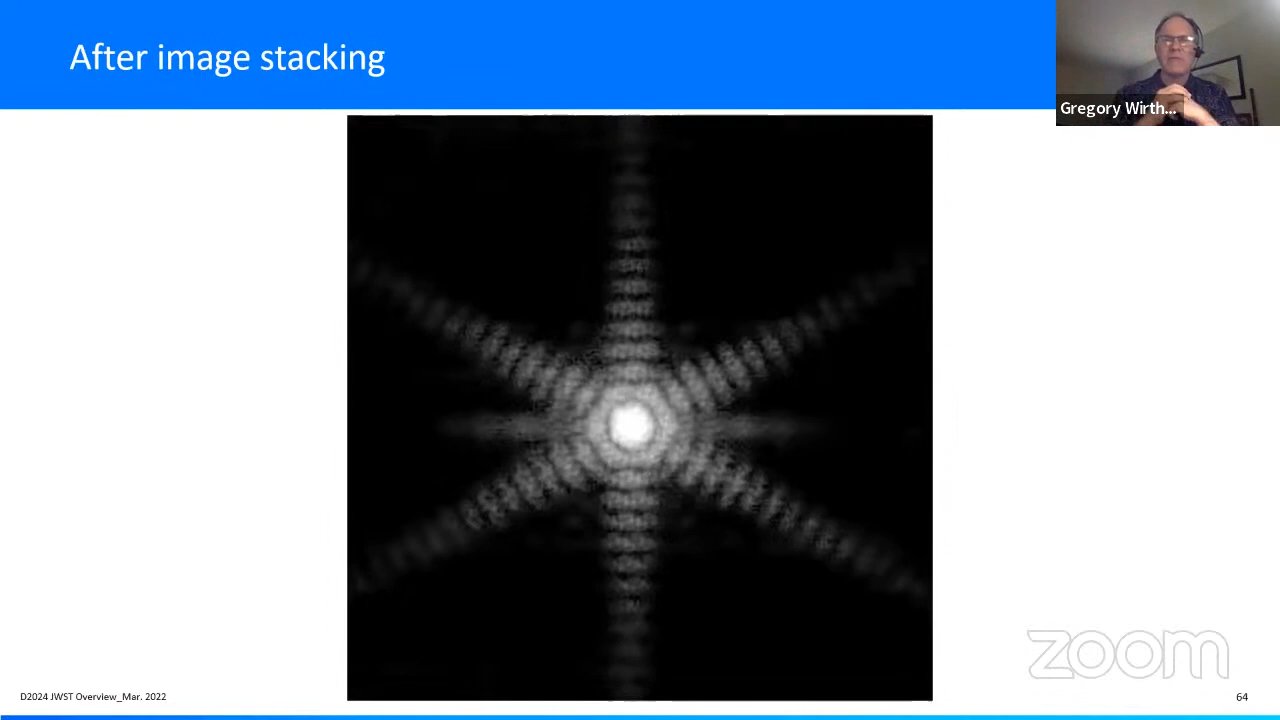 After image stacking
Gregory Wirth...
zoom
D2024 JWST Overview_Mar. 2022
64